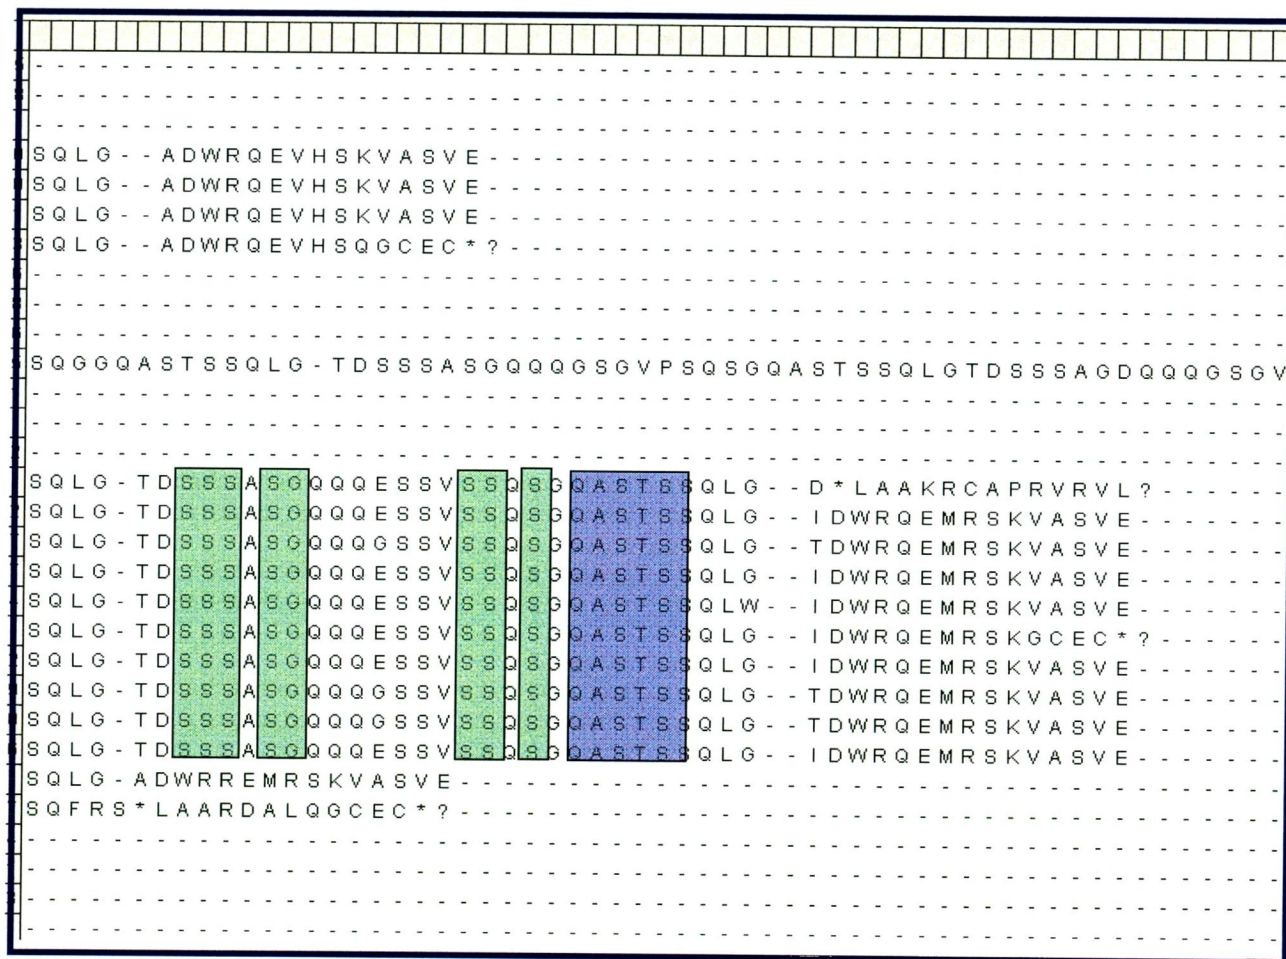 SQLG--ADWRQEVHSKVASVE
SQLG--ADWRQEVHSKVASVE
SQLG--ADWRQEVHSKVASVE
SQLG--ADWRQEVHSQGCEC*?
SQGGQASTSSQLG-TDSSSASGQQQGSGVPSQSGQASTSSQLGTDSSSAGDQQQGSGV
SQLG-TDSSSASGQQQESSVSSQSGQASTSSQLG--D*LAAKRCAPRVRVL?
SQLG-TDSSSASGQQQESSVSSQSGQASTSSQLG--IDWRQEMRSKVASVE
SQLG-TDSSSASGQQQGSSVSSQSGQASTSSQLG--TDWRQEMRSKVASVE
SQLG-TDSSSASGQQQESSVSSQSGQASTSSQLG--IDWRQEMRSKVASVE
SQLG-TDSSSASGQQQESSVSSQSGQASTSSQLW--IDWRQEMRSKVASVE
SQLG-TDSSSASGQQQESSVSSQSGQASTSSQLG--IDWRQEMRSKGCEC*?
SQLG-TDSSSASGQQQESSVSSQSGQASTSSQLG--IDWRQEMRSKVASVE
SQLG-TDSSSASGQQQGSSVSSQSGQASTSSQLG--TDWRQEMRSKVASVE
SQLG-TDSSSASGQQQGSSVSSQSGQASTSSQLG--TDWRQEMRSKVASVE
SQLG-TDSSSASGQQQESSVSSQSGQASTSSQLG--IDWRQEMRSKVASVE
SQLG-ADWRREMRSKVASVE
SQFRS*LAARDALQGCEC*?